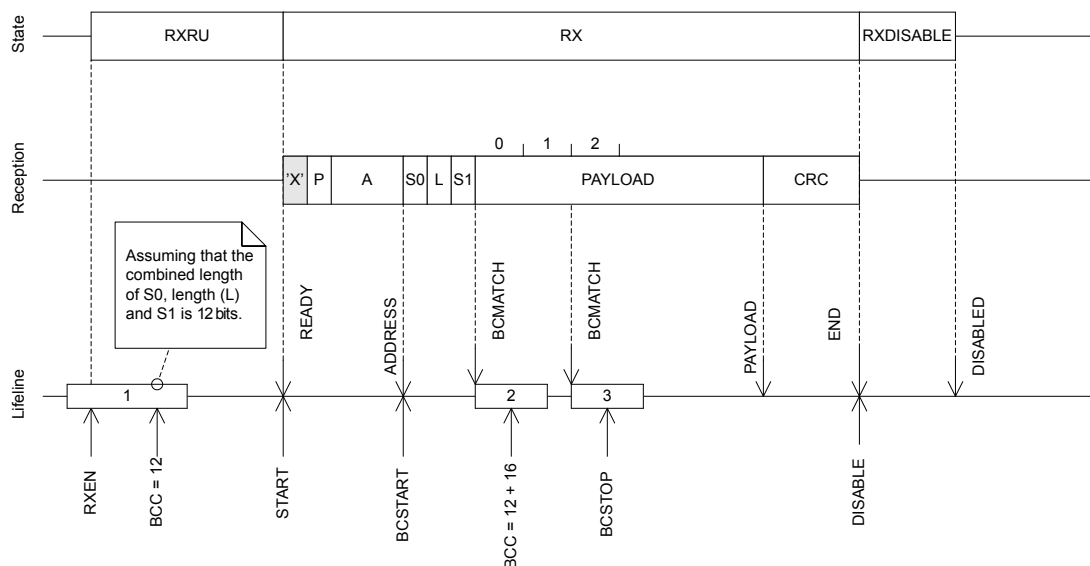 State
RXRU
RX
RXDISABLE
Reception
0
1
2
'X'
P
A
S0
L
S1
PAYLOAD
CRC
Assuming that the
combined length
of S0, length (L)
and S1 is 12 bits.
READY
ADDRESS
BCMATCH
BCMATCH
PAYLOAD
END
DISABLED
Lifeline
1
2
3
RXEN
BCC = 12
START
BCSTART
BCC = 12 + 16
BCSTOP
DISABLE